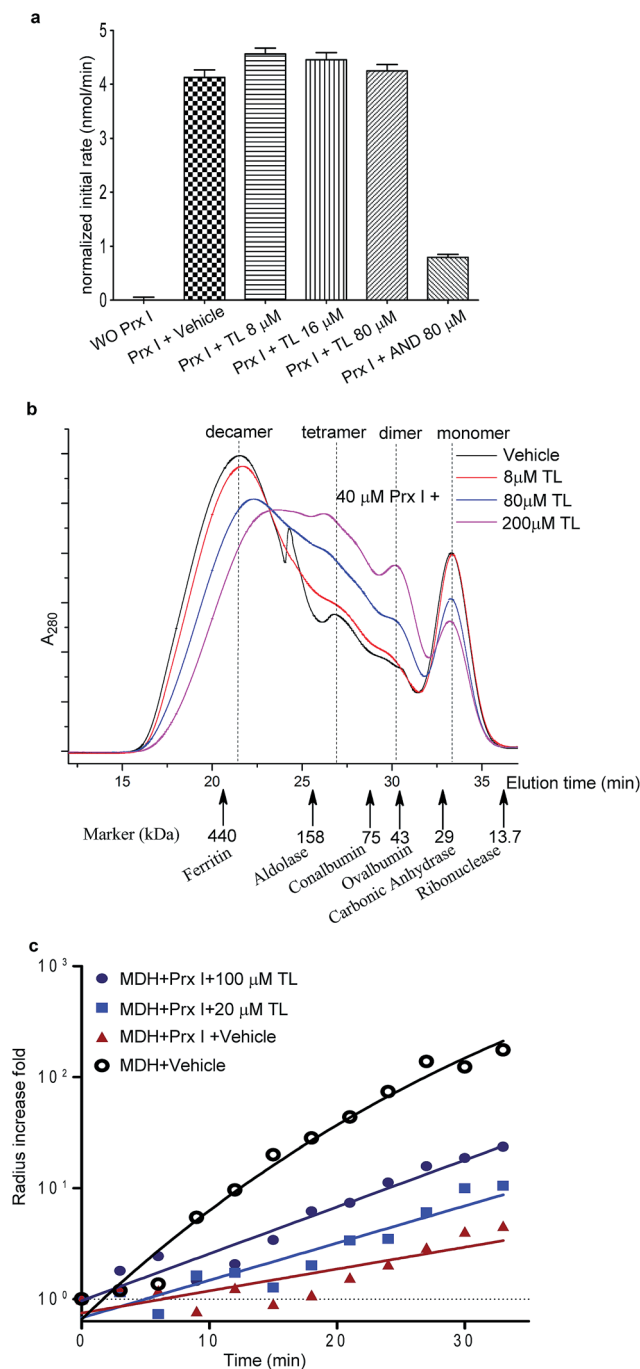 a
normalized initial rate (nmol/min)
5
4
3
2
1
0
WO Prx I
Prx I + Vehicle
Prx I + TL 8 μM
Prx I + TL 16 μM
Prx I + TL 80 μM
Prx I + AND 80 μM
b
decamer tetramer dimer monomer
40 μM Prx I +
Vehicle
8μM TL
80μM TL
200μM TL
A280
15 20 25 30 35 Elution time (min)
Marker (kDa) 440 158 75 43 29 13.7
Ferritin
Aldolase
Conalbumin
Ovalbumin
Carbonic Anhydrase
Ribonuclease
c
Radius increase fold
10³
10²
10¹
10⁰
MDH+Prx I+100 μM TL
MDH+Prx I+20 μM TL
MDH+Prx I +Vehicle
MDH+Vehicle
0 10 20 30
Time (min)